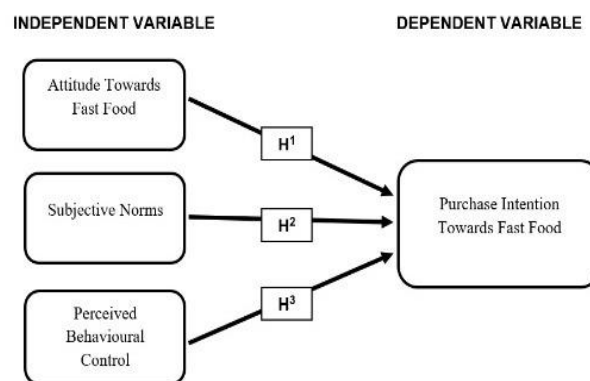 INDEPENDENT VARIABLE
DEPENDENT VARIABLE
Attitude Towards
Fast Food
H¹
Subjective Norms
H²
Purchase Intention
Towards Fast Food
H³
Perceived
Behavioural
Control